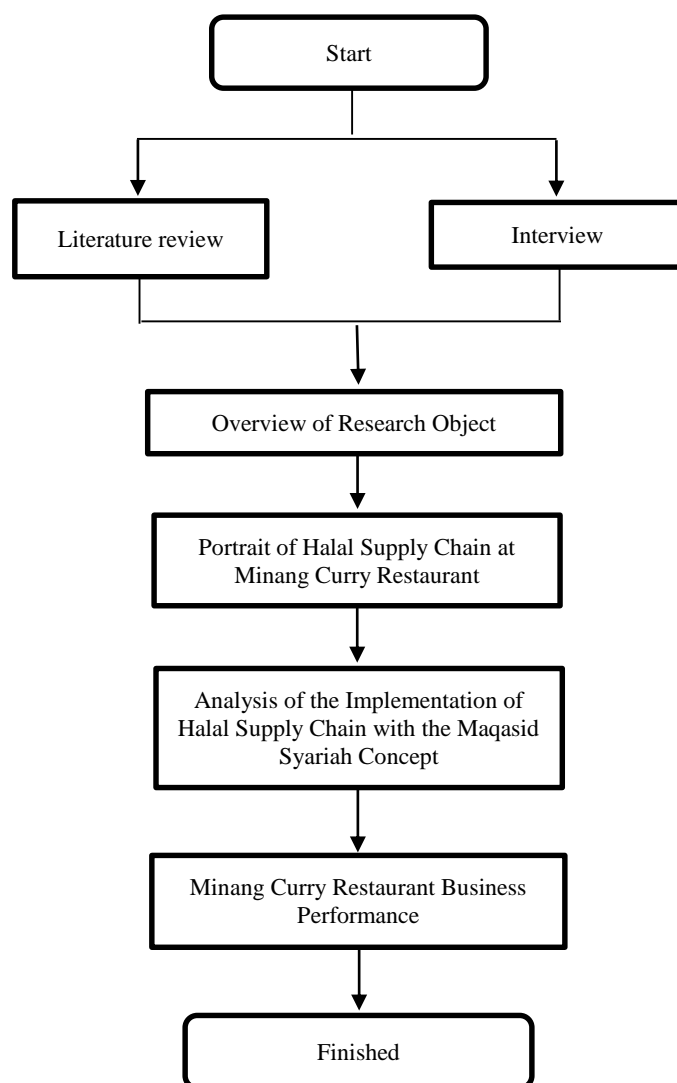 Start
Literature review
Interview
Overview of Research Object
Portrait of Halal Supply Chain at
Minang Curry Restaurant
Analysis of the Implementation of
Halal Supply Chain with the Maqasid
Syariah Concept
Minang Curry Restaurant Business
Performance
Finished